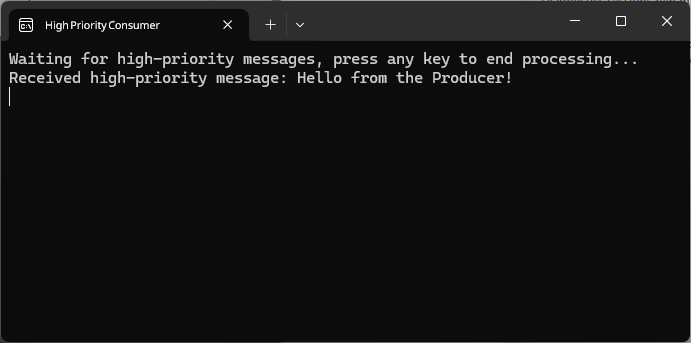 High Priority Consumer
Waiting for high-priority messages, press any key to end processing...
Received high-priority message: Hello from the Producer!